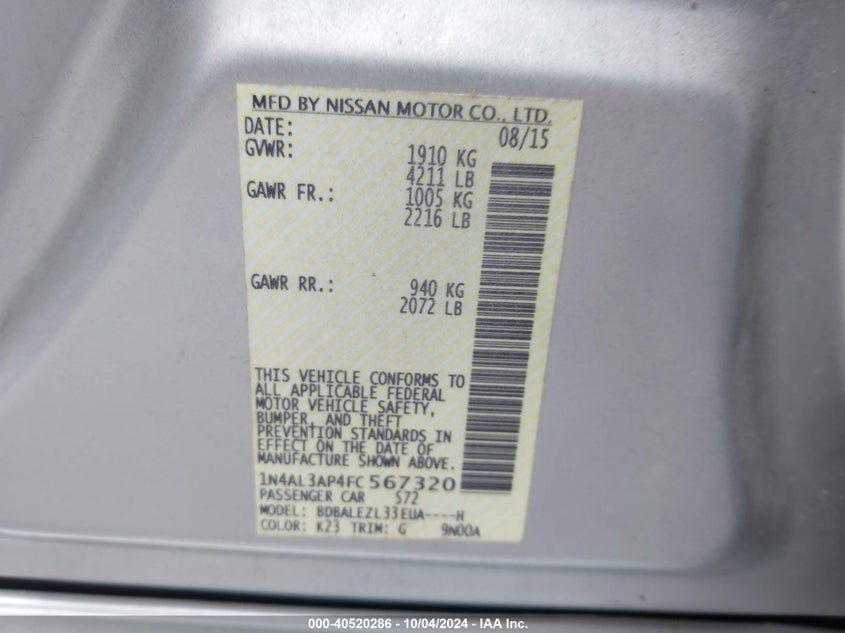 MFD BY NISSAN MOTOR CO., LTD.
DATE: 08/15
GVWR: 1910 KG
4211 LB
GAWR FR.: 1005 KG
2216 LB
GAWR RR.: 940 KG
2072 LB
THIS VEHICLE CONFORMS TO
ALL APPLICABLE FEDERAL
MOTOR VEHICLE SAFETY,
BUMPER, AND THEFT
PREVENTION STANDARDS IN
EFFECT ON THE DATE OF
MANUFACTURE SHOWN ABOVE.
1N4AL3AP4FC567320
PASSENGER CAR S72
MODEL: BDBALEZL33EUA----H
COLOR: K23 TRIM: G 9N00A
000-40520286 - 10/04/2024 - IAA Inc.